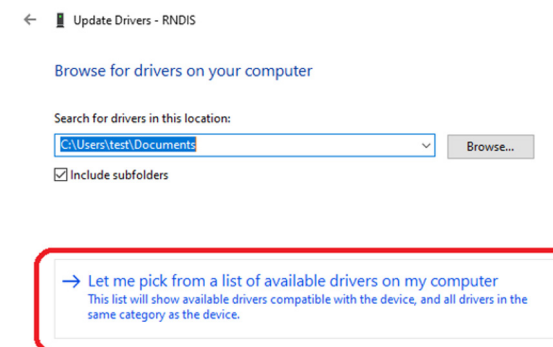 Update Drivers - RNDIS
Browse for drivers on your computer
Search for drivers in this location:
C:\Users\test\Documents
Browse...
Include subfolders
Let me pick from a list of available drivers on my computer
This list will show available drivers compatible with the device, and all drivers in the
same category as the device.